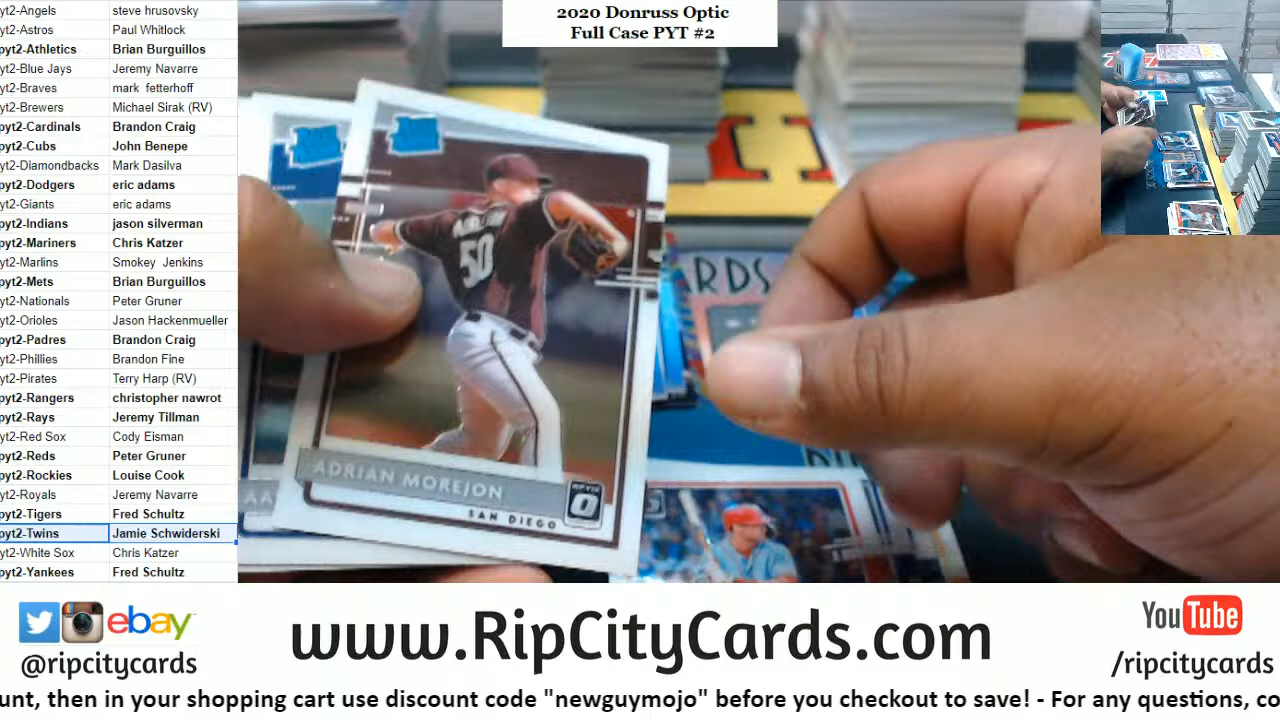 yt2-Angels steve hrusovsky
yt2-Astros Paul Whitlock
pyt2-Athletics Brian Burguillos
yt2-Blue Jays Jeremy Navarre
yt2-Braves mark fetterhoff
yt2-Brewers Michael Sirak (RV)
pyt2-Cardinals Brandon Craig
pyt2-Cubs John Benepe
yt2-Diamondbacks Mark Dasilva
pyt2-Dodgers eric adams
yt2-Giants eric adams
pyt2-Indians jason silverman
pyt2-Mariners Chris Katzer
yt2-Marlins Smokey Jenkins
pyt2-Mets Brian Burguillos
yt2-Nationals Peter Gruner
yt2-Orioles Jason Hackenmueller
pyt2-Padres Brandon Craig
yt2-Phillies Brandon Fine
yt2-Pirates Terry Harp (RV)
pyt2-Rangers christopher nawrot
pyt2-Rays Jeremy Tillman
yt2-Red Sox Cody Elsman
pyt2-Reds Peter Gruner
pyt2-Rockies Louise Cook
yt2-Royals Jeremy Navarre
pyt2-Tigers Fred Schultz
pyt2-Twins Jamie Schwiderski
yt2-White Sox Chris Katzer
pyt2-Yankees Fred Schultz
2020 Donruss Optic
Full Case PYT #2
50
ADRIAN MOREJON
SAN DIEGO
OPTIC
AA
ARDS
ebay
@ripcitycards
www.RipCityCards.com
YouTube
/ripcitycards
ount, then in your shopping cart use discount code "newguymojo" before you checkout to save! - For any questions, co